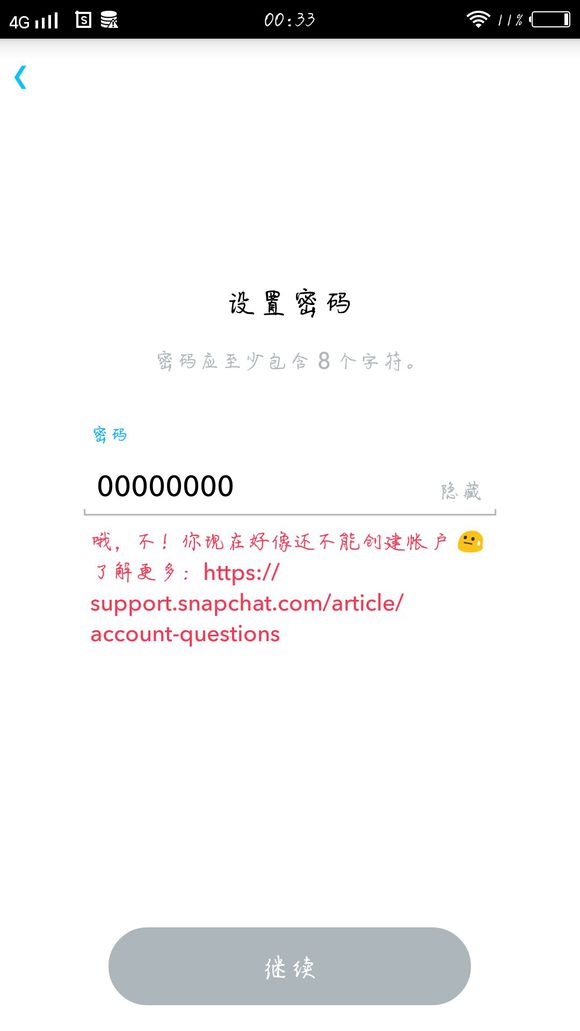 4G 00:33 11%
设置密码
密码应至少包含 8 个字符。
密码
00000000 隐藏
哦，不！你现在好像还不能创建帐户 😓
了解更多：https://
support.snapchat.com/article/
account-questions
继续